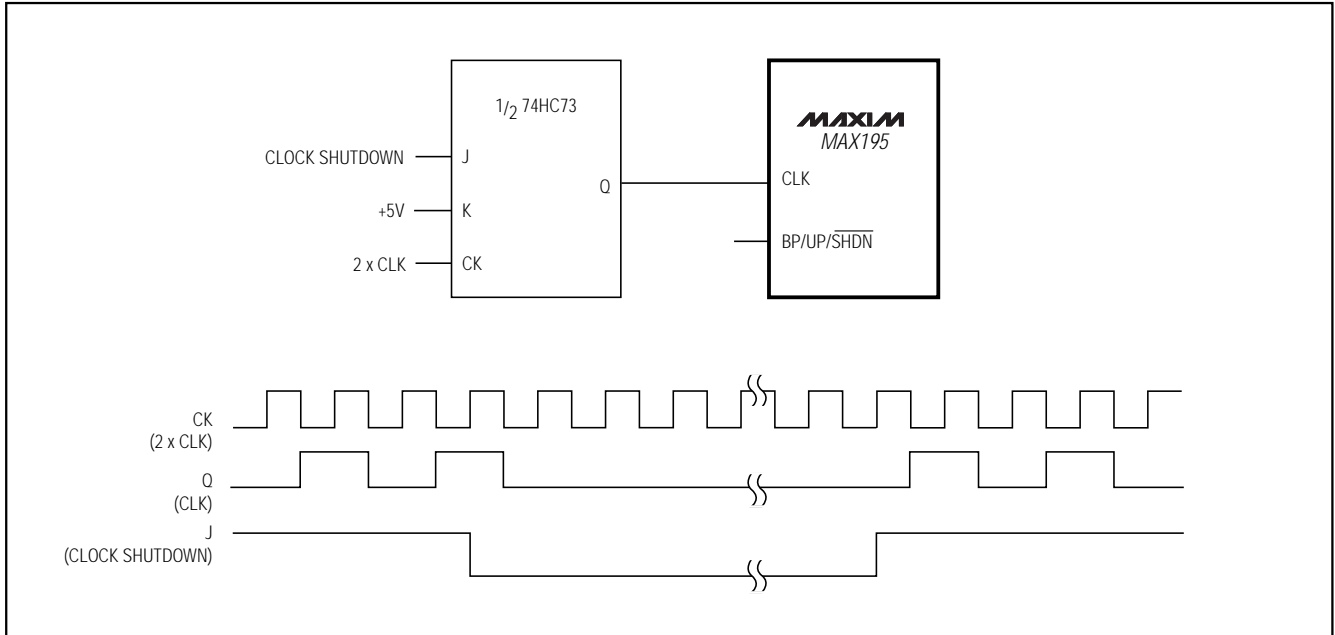 1/2 74HC73
MAXIM
MAX195
CLOCK SHUTDOWN
J
CLK
Q
+5V
K
BP/UP/SHDN
2 x CLK
CK
CK
(2 x CLK)
Q
(CLK)
J
(CLOCK SHUTDOWN)